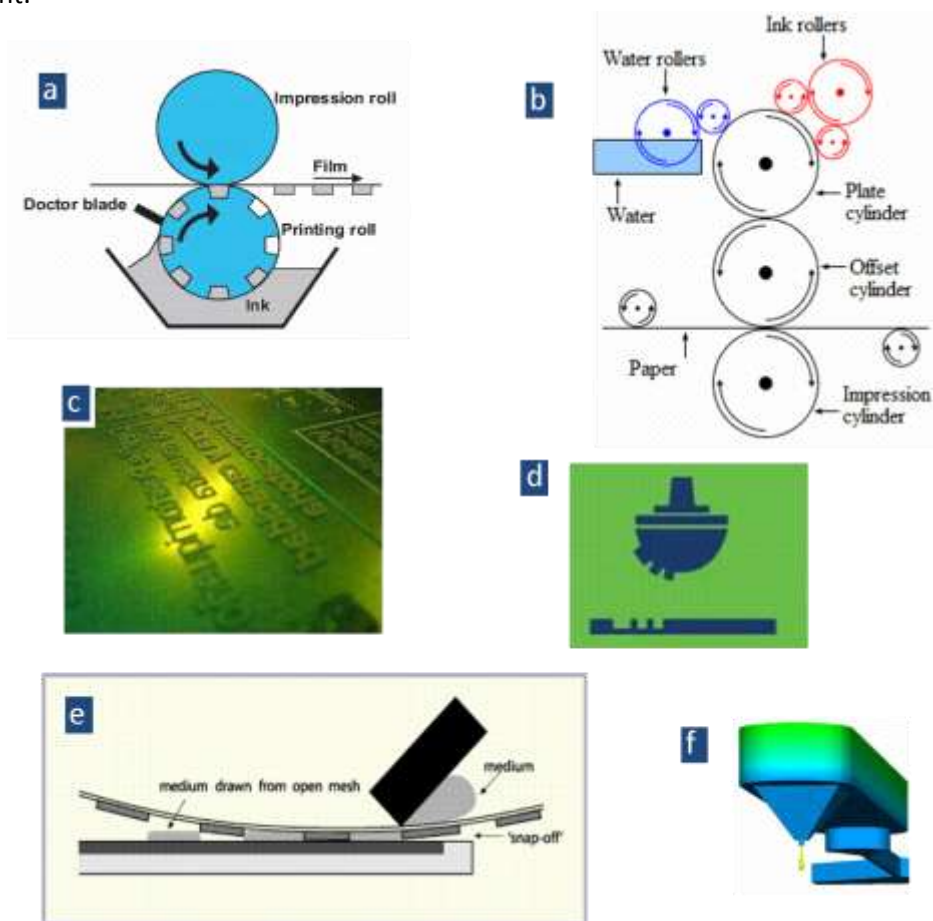 nt.
a
Impression roll
Film
Doctor blade
Printing roll
Ink
b
Ink rollers
Water rollers
Water
Plate
cylinder
Offset
cylinder
Paper
Impression
cylinder
c
d
e
medium
medium drawn from open mesh
'snap-off'
f